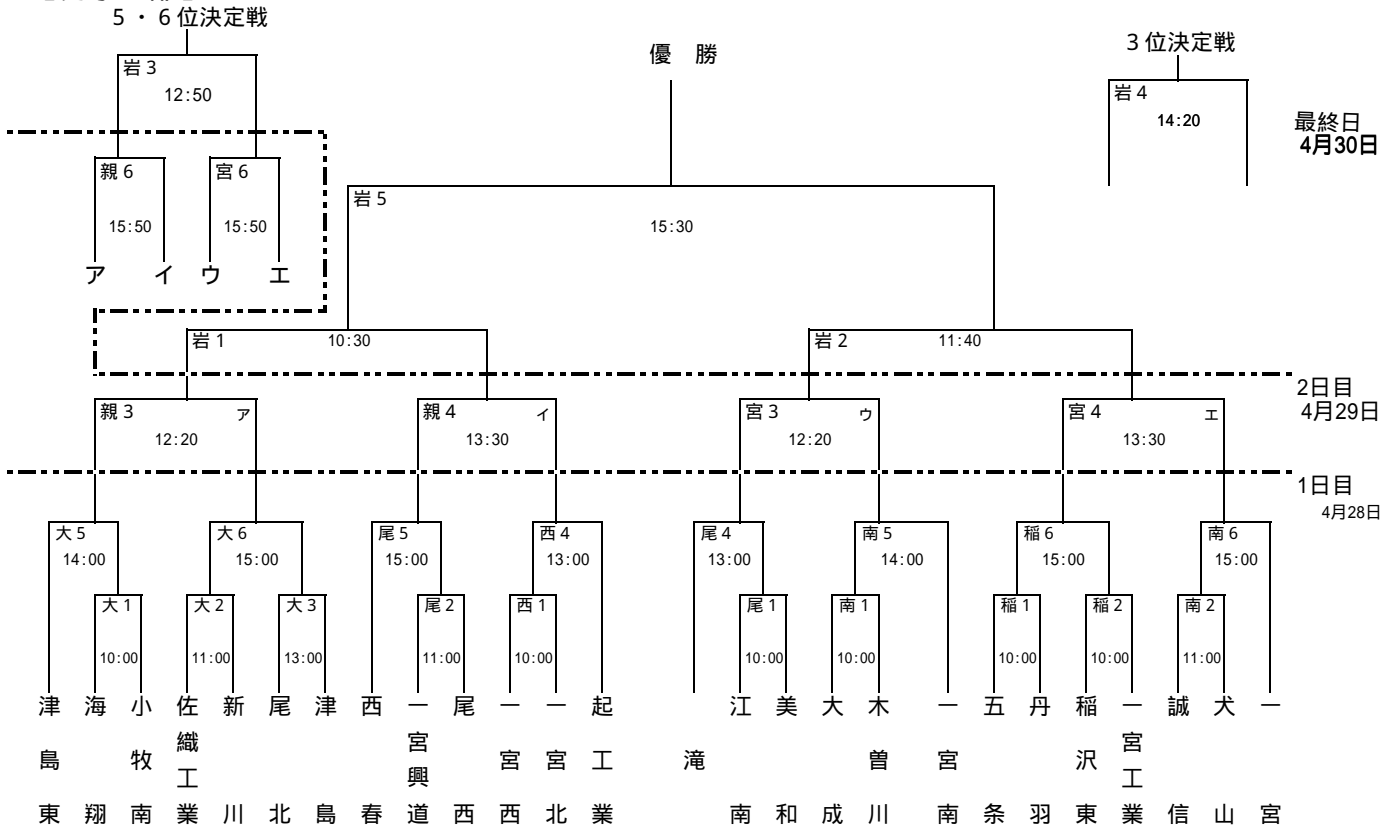 5・6位決定戦
優 勝
3位決定戦
岩3
12:50
岩4
14:20
最終日
4月30日
親6
宮6
15:50
15:50
ア イ ウ エ
岩5
15:30
岩1
10:30
岩2
11:40
2日目
4月29日
親3
ア
12:20
親4
イ
13:30
宮3
ウ
12:20
宮4
エ
13:30
1日目
4月28日
大5
14:00
大6
15:00
尾5
15:00
西4
13:00
尾4
13:00
南5
14:00
稲6
15:00
南6
15:00
大1
10:00
大2
11:00
大3
13:00
尾2
11:00
西1
10:00
尾1
10:00
南1
10:00
稲1
10:00
稲2
10:00
南2
11:00
津島東
海翔
小牧南
佐織工業
新川
尾北
津島
西春
一宮興道
尾西
一宮西
一宮北
起工業
滝
江南
美和
大成
木曽川
一宮南
五条
丹羽
稲沢東
一宮工業
誠信
犬山
一宮